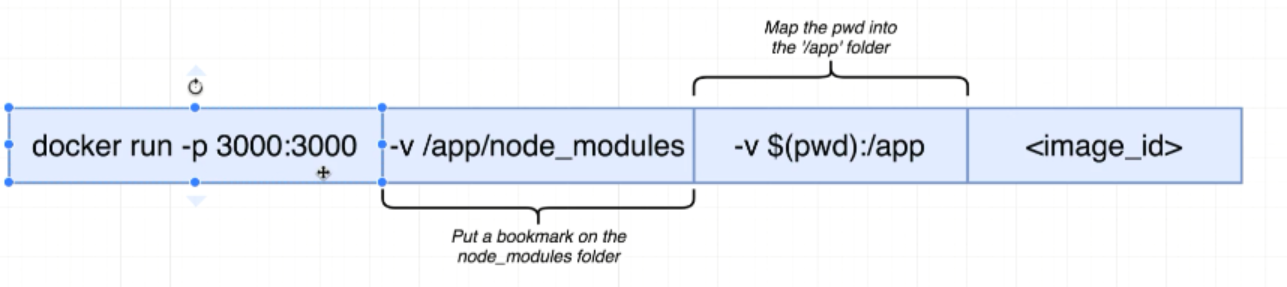 Map the pwd into
the '/app' folder
docker run -p 3000:3000 -v /app/node_modules -v $(pwd):/app <image_id>
Put a bookmark on the
node_modules folder